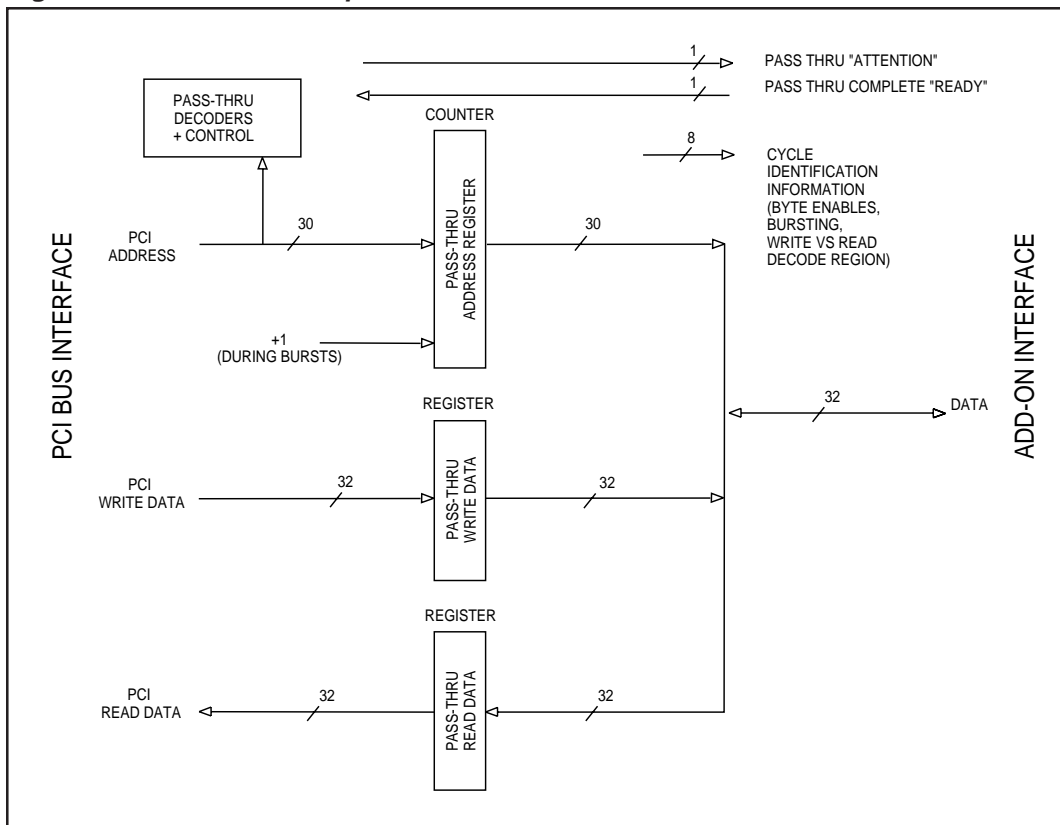 1
PASS THRU "ATTENTION"
1
PASS THRU COMPLETE "READY"
PASS-THRU
DECODERS
+ CONTROL
COUNTER
8
CYCLE
IDENTIFICATION
INFORMATION
(BYTE ENABLES,
BURSTING,
WRITE VS READ
DECODE REGION)
PCI BUS INTERFACE
PCI
ADDRESS
30
PASS-THRU
ADDRESS REGISTER
30
+1
(DURING BURSTS)
32
DATA
ADD-ON INTERFACE
REGISTER
PCI
WRITE DATA
32
PASS-THRU
WRITE DATA
32
REGISTER
PCI
READ DATA
32
PASS-THRU
READ DATA
32